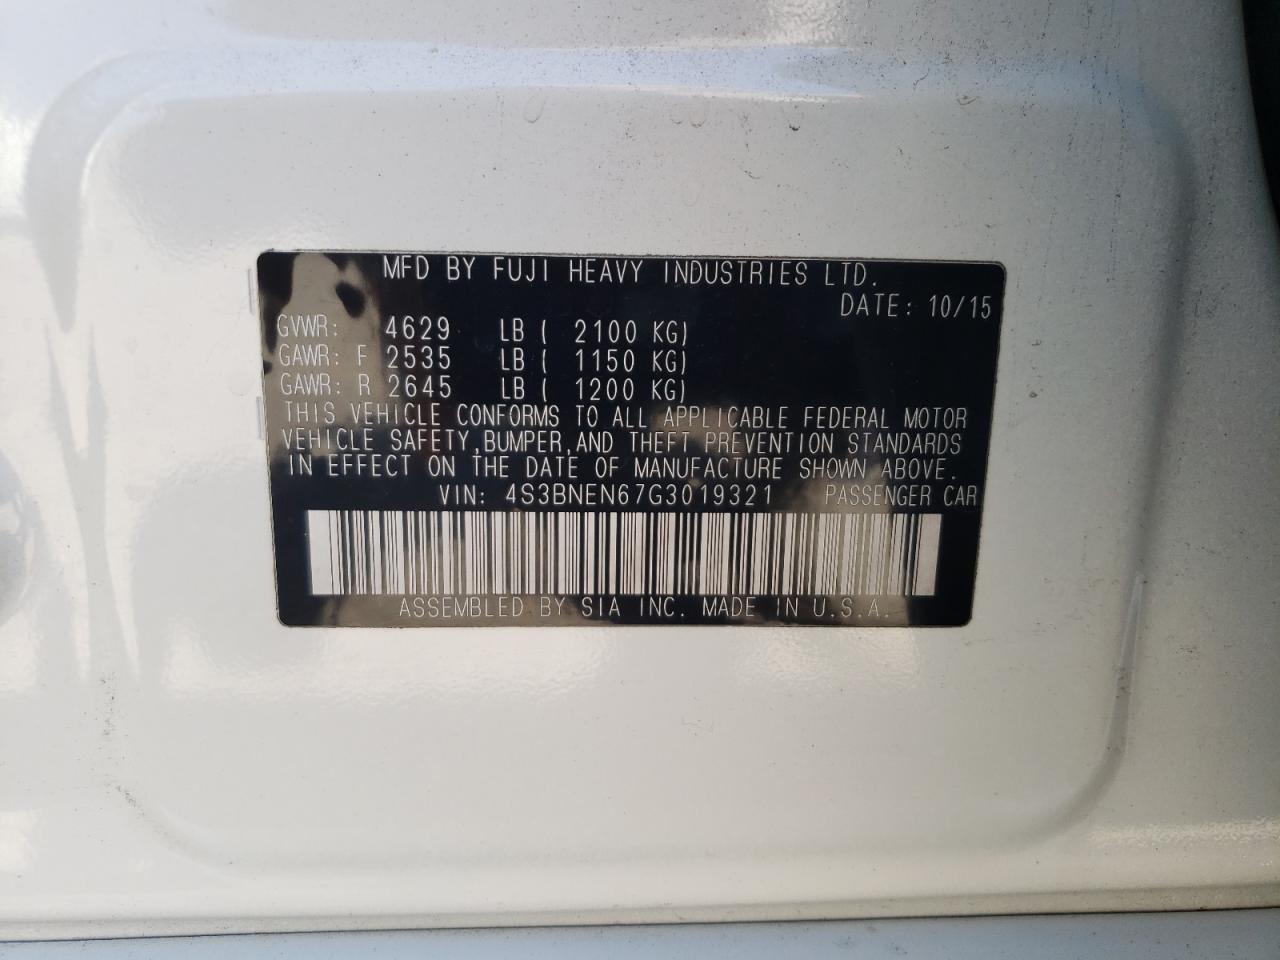 MFD BY FUJI HEAVY INDUSTRIES LTD.
DATE: 10/15
GVWR: 4629 LB ( 2100 KG)
GAWR: F 2535 LB ( 1150 KG)
GAWR: R 2645 LB ( 1200 KG)
THIS VEHICLE CONFORMS TO ALL APPLICABLE FEDERAL MOTOR
VEHICLE SAFETY,BUMPER,AND THEFT PREVENTION STANDARDS
IN EFFECT ON THE DATE OF MANUFACTURE SHOWN ABOVE.
VIN: 4S3BNEN67G3019321 PASSENGER CAR
ASSEMBLED BY SIA INC. MADE IN U.S.A.